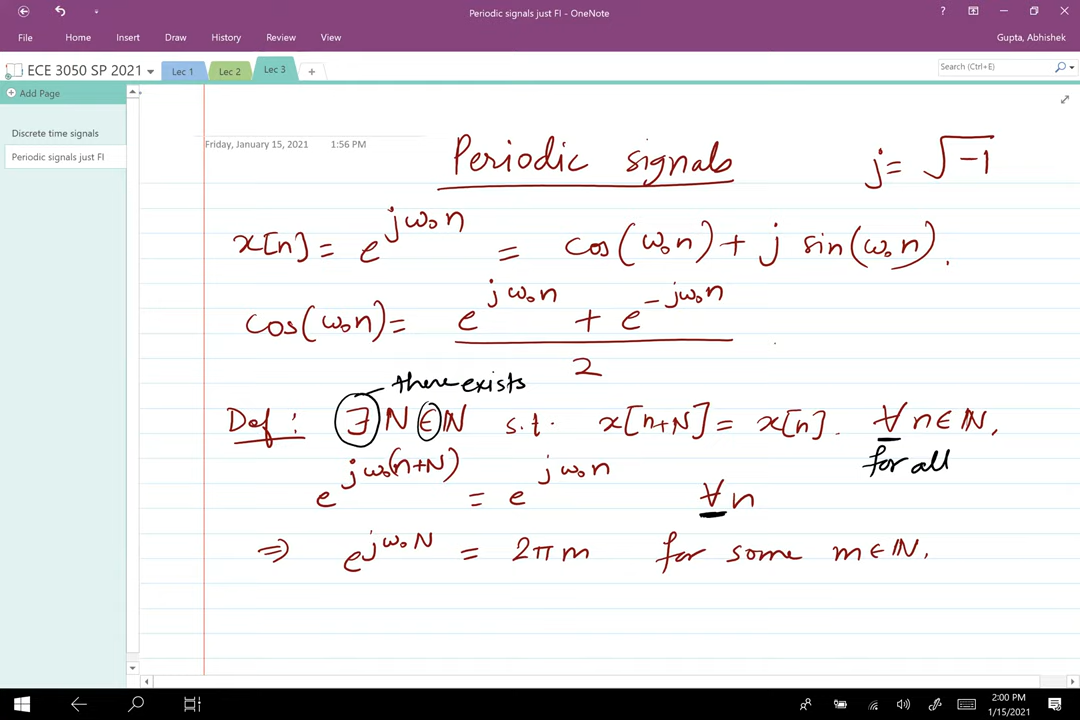 Periodic signals just FI - OneNote
File Home Insert Draw History Review View
Gupta, Abhishek
ECE 3050 SP 2021 Lec 1 Lec 2 Lec 3
Search (Ctrl+E)
Add Page
Discrete time signals
Periodic signals just FI
Friday, January 15, 2021 1:56 PM
Periodic signals j = √-1
x[n] = e^{jω₀n} = cos(ω₀n) + j sin(ω₀n).
cos(ω₀n) = (e^{jω₀n} + e^{-jω₀n}) / 2
there exists
Def: ∃ N ∈ ℕ s.t. x[n+N] = x[n]. ∀ n ∈ ℕ.
for all
e^{jω₀(n+N)} = e^{jω₀n} ∀n
⇒ e^{jω₀N} = 2πm for some m ∈ ℕ.
2:00 PM
1/15/2021